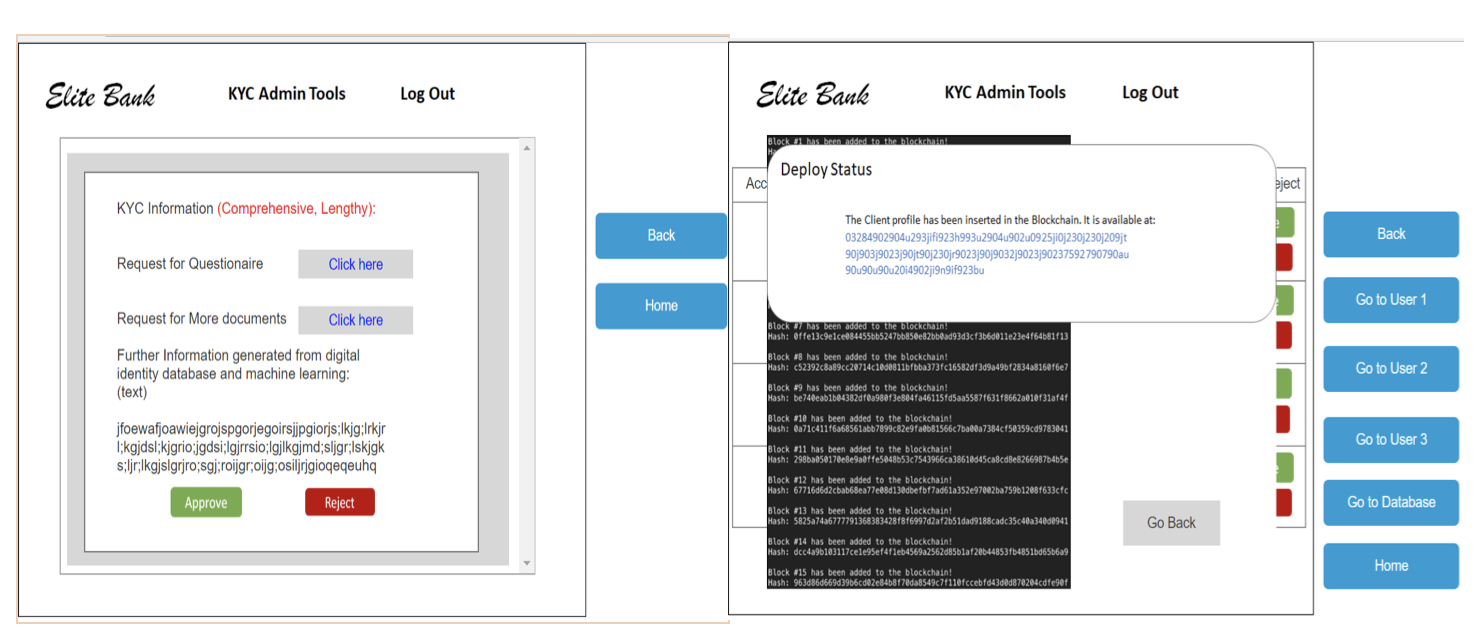 Elite Bank
KYC Admin Tools
Log Out
KYC Information (Comprehensive, Lengthy):
Request for Questionaire
Click here
Request for More documents
Click here
Further Information generated from digital
identity database and machine learning:
(text)
jfoewafjoawiejgrojspgorjegoirsjjpgiorjs;lkjg;lrkjr
l;kgjdsl;kjgrio;jgdsi;lgjrrsio;lgjlkgjmd;sljgr;lskjgk
s;ljr;lkgjslgrjro;sgj;roijgr;oijg;osiljrjgioqeqeuhq
Approve
Reject
Back
Home
Elite Bank
KYC Admin Tools
Log Out
Block #1 has been added to the blockchain!
Acc
eject
Deploy Status
The Client profile has been inserted in the Blockchain. It is available at:
03284902904u293jifi923h993u2904u902u0925ji0j230j230j209jt
90j903j9023j90jt90j230jr9023j90j9032j9023j90237592790790au
90u90u90u20i4902ji9n9if923bu
Block #7 has been added to the blockchain!
Hash: 0ffe13c9e1ce084455bb5247bb850e82bb0ad93d3cf3b6d011e23e4f64b81f13
Block #8 has been added to the blockchain!
Hash: c52392c8a89cc20714c10d0811bfbba373fc16582df3d9a49bf2834a8160f6e7
Block #9 has been added to the blockchain!
Hash: be740eab1b04382df0a980f3e804fa46115fd5aa5587f631f8662a010f31af4f
Block #10 has been added to the blockchain!
Hash: 0a71c411f6a68561abb7899c82e9fa0b81566c7ba00a7384cf50359cd9783041
Block #11 has been added to the blockchain!
Hash: 298ba050170e8e9a0ffe5048b53c7543966ca38610d45ca8cd8e8266987b4b5e
Block #12 has been added to the blockchain!
Hash: 67716d6d2cbab68ea77e08d130dbefbf7ad61a352e97002ba759b1208f633cfc
Block #13 has been added to the blockchain!
Hash: 5825a74a6777791368383428f8f6997d2af2b51dad9188cadc35c40a340d0941
Block #14 has been added to the blockchain!
Hash: dcc4a9b103117ce1e95ef4f1eb4569a2562d85b1af20b44853fb4851bd65b6a9
Block #15 has been added to the blockchain!
Hash: 963d86d669d39b6cd02e84b8f70da8549c7f110fccebfd43d0d870204cdfe90f
Go Back
Back
Go to User 1
Go to User 2
Go to User 3
Go to Database
Home